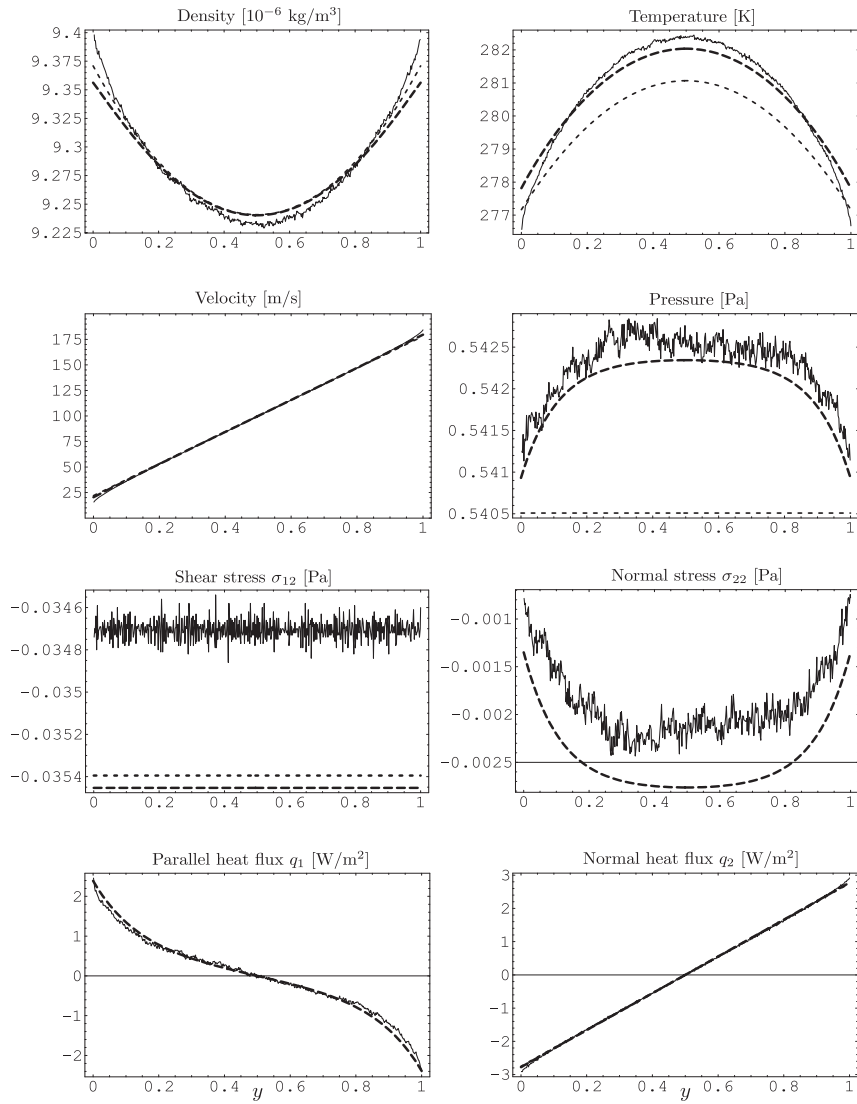 Density [10⁻⁶ kg/m³]
Temperature [K]
9.4
9.375
9.35
9.325
9.3
9.275
9.25
9.225
0 0.2 0.4 0.6 0.8 1
282
281
280
279
278
277
0 0.2 0.4 0.6 0.8 1
Velocity [m/s]
Pressure [Pa]
175
150
125
100
75
50
25
0 0.2 0.4 0.6 0.8 1
0.5425
0.542
0.5415
0.541
0.5405
0 0.2 0.4 0.6 0.8 1
Shear stress σ₁₂ [Pa]
Normal stress σ₂₂ [Pa]
−0.0346
−0.0348
−0.035
−0.0352
−0.0354
0 0.2 0.4 0.6 0.8 1
−0.001
−0.0015
−0.002
−0.0025
0 0.2 0.4 0.6 0.8 1
Parallel heat flux q₁ [W/m²]
Normal heat flux q₂ [W/m²]
2
1
0
−1
−2
0 0.2 0.4 0.6 0.8 1
y
3
2
1
0
−1
−2
−3
0 0.2 0.4 0.6 0.8 1
y